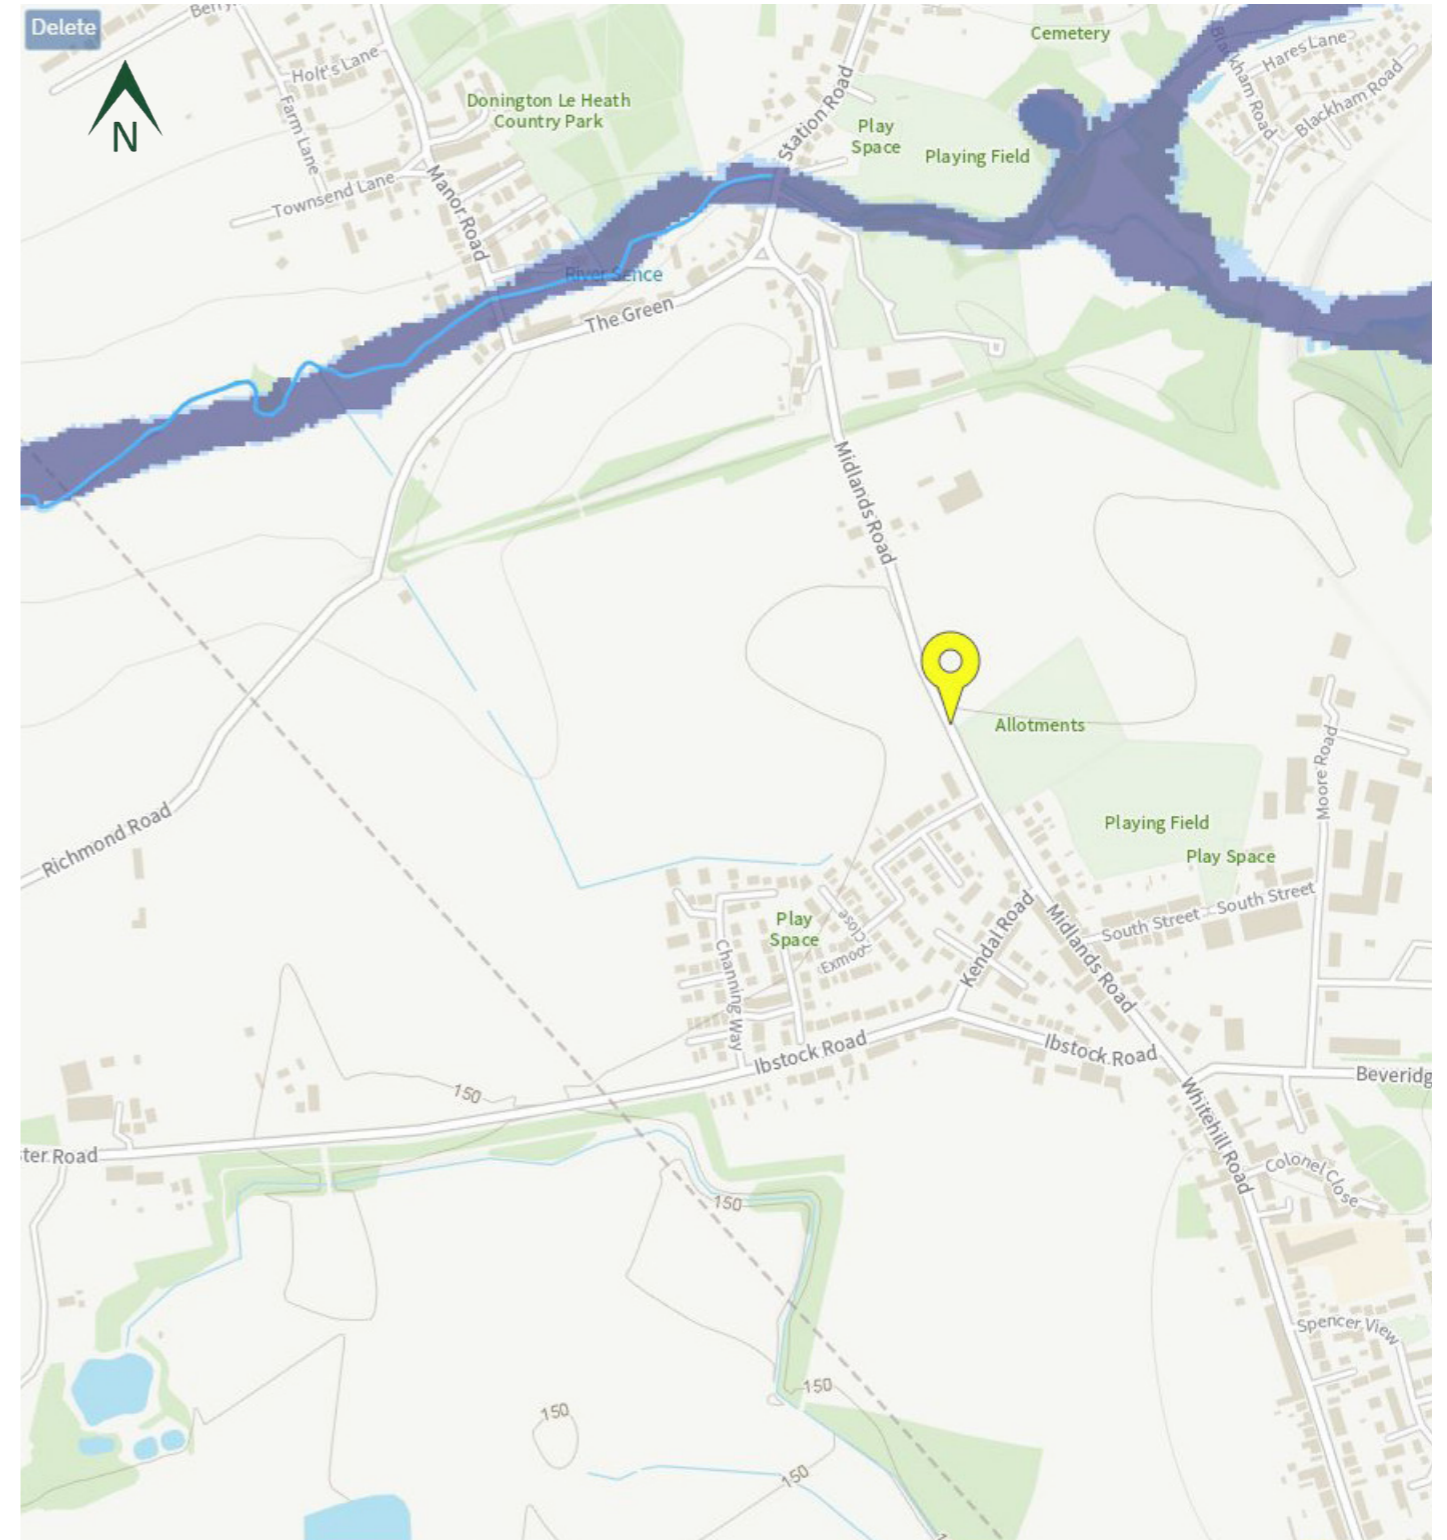 Delete
N
Berry
Holt's Lane
Farm Lane
Townsend Lane
Manor Road
Donington Le Heath
Country Park
Station Road
Play
Space
Playing Field
Cemetery
Blackham Road
Hares Lane
Blackham Road
River Sence
The Green
Midlands Road
Allotments
Richmond Road
Playing Field
Play Space
Moore Road
South Street
South Street
Play
Space
Channing Way
Close
Exmoor
Kendal Road
Midlands Road
Ibstock Road
Ibstock Road
Beveridg
Whitehill Road
Colonel Close
Spencer View
150
ter Road
150
150
150
150